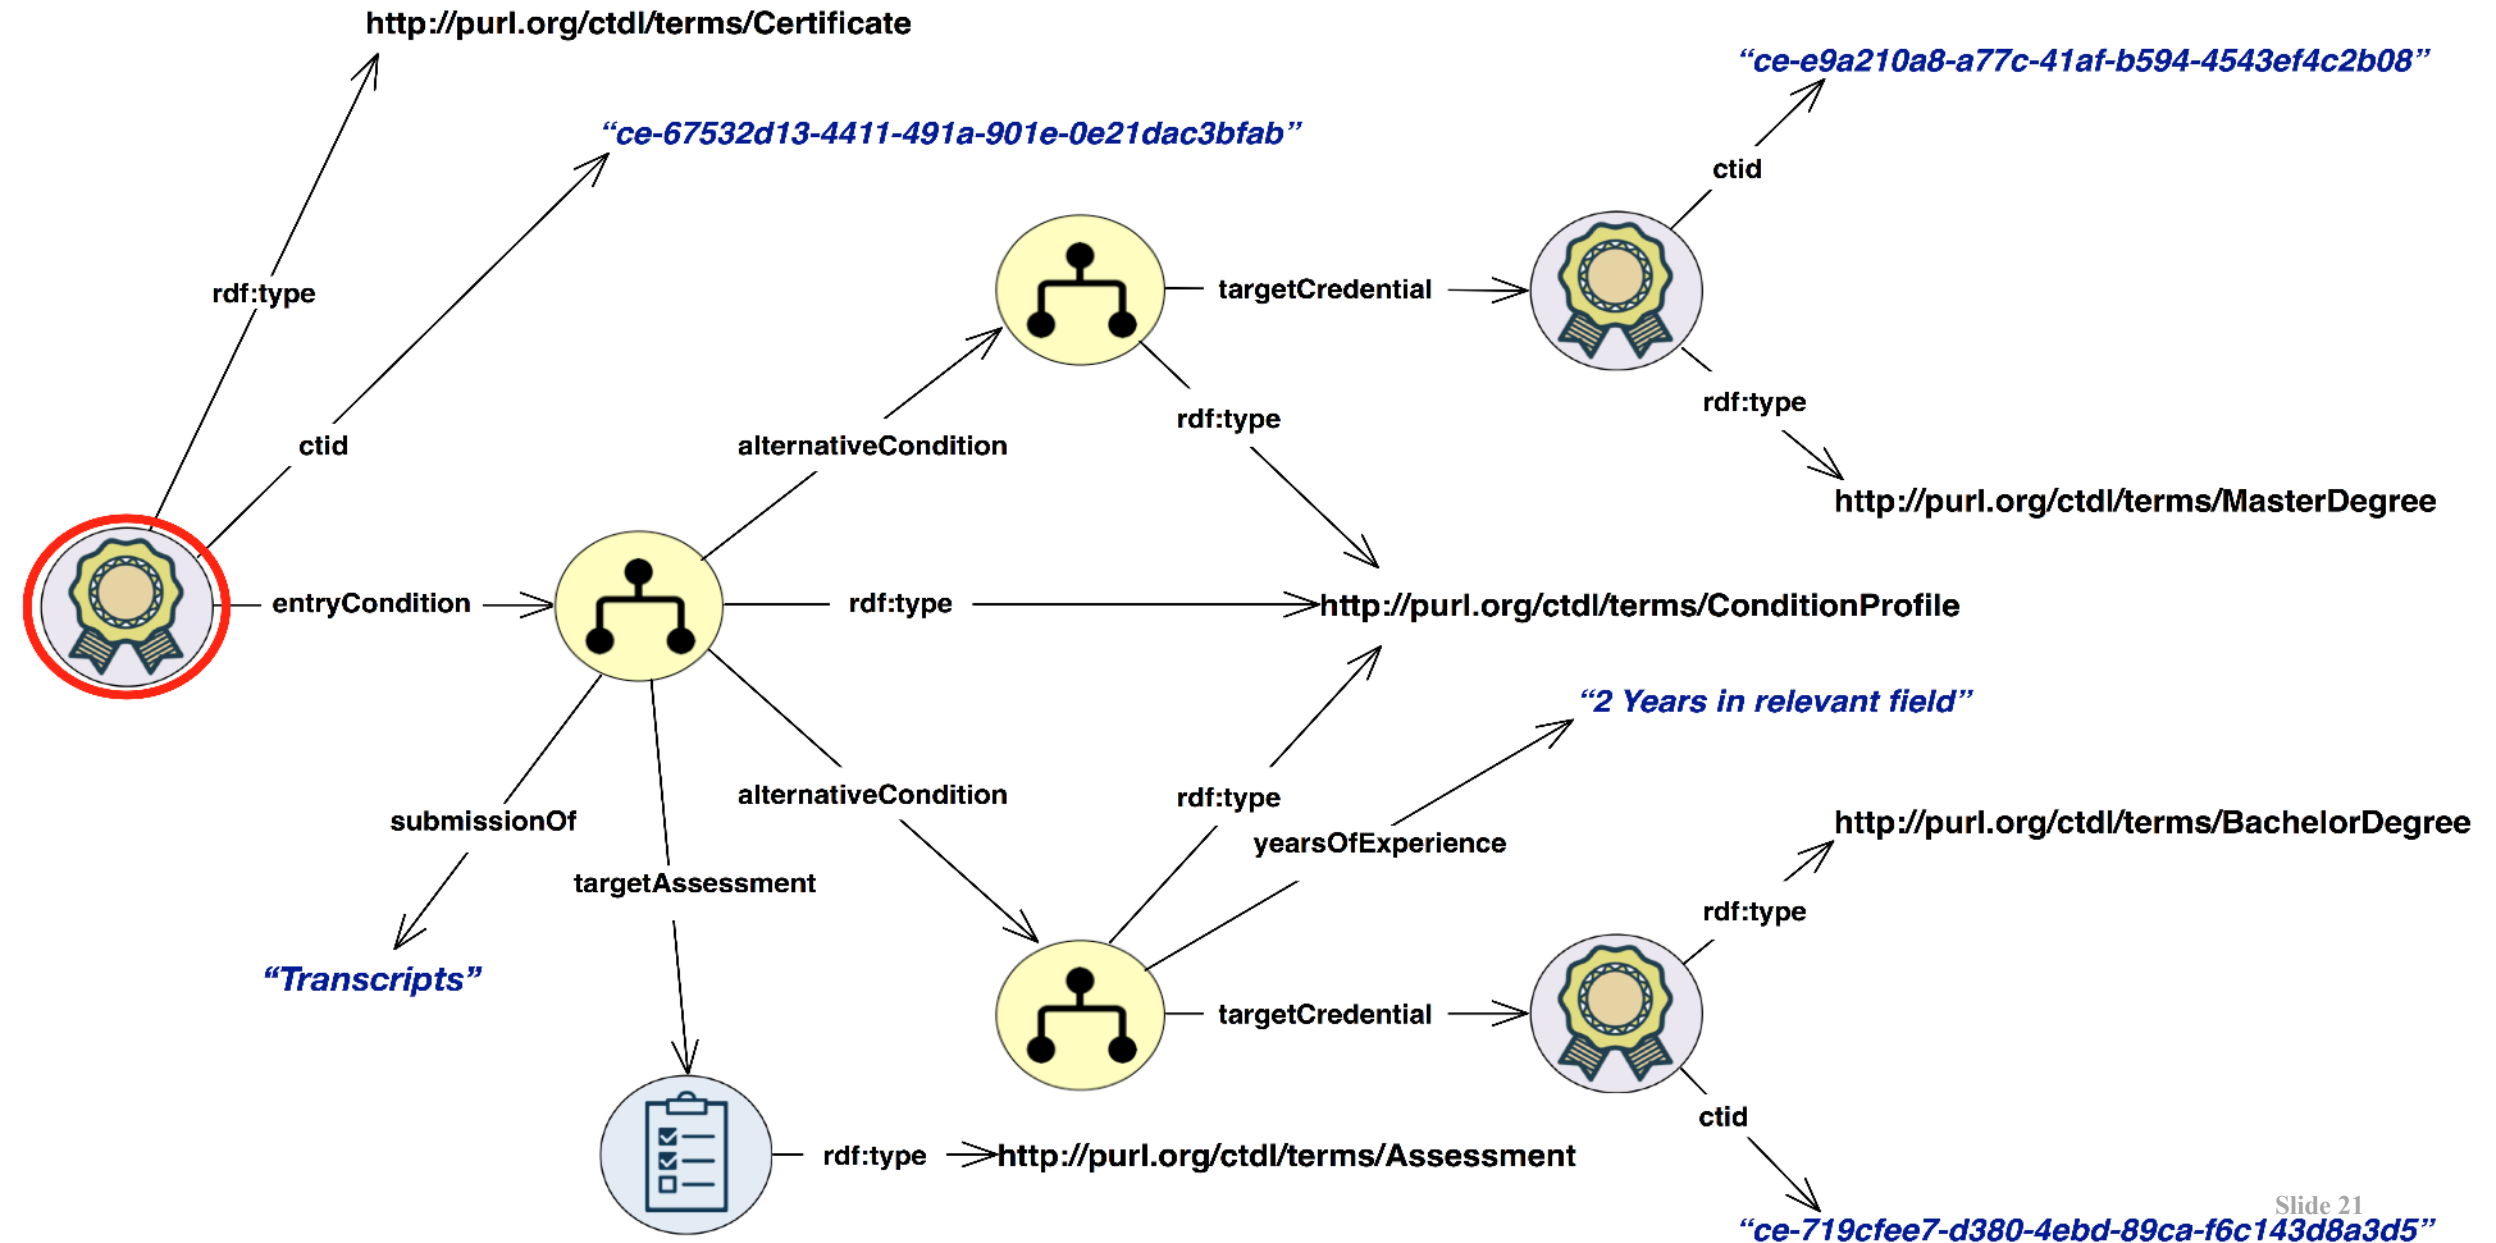 http://purl.org/ctdl/terms/Certificate
“ce-e9a210a8-a77c-41af-b594-4543ef4c2b08”
“ce-67532d13-4411-491a-901e-0e21dac3bfab”
ctid
rdf:type
targetCredential
rdf:type
rdf:type
ctid
alternativeCondition
http://purl.org/ctdl/terms/MasterDegree
entryCondition
rdf:type
http://purl.org/ctdl/terms/ConditionProfile
“2 Years in relevant field”
alternativeCondition
rdf:type
submissionOf
http://purl.org/ctdl/terms/BachelorDegree
yearsOfExperience
targetAssessment
rdf:type
“Transcripts”
targetCredential
ctid
rdf:type
http://purl.org/ctdl/terms/Assessment
Slide 21
“ce-719cfee7-d380-4ebd-89ca-f6c143d8a3d5”